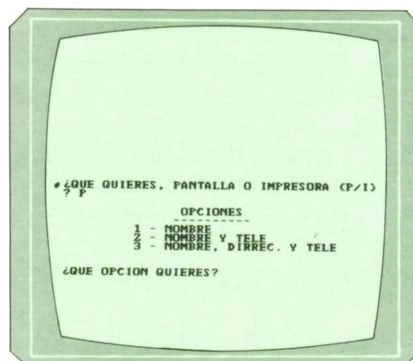 ¿QUE QUIERES, PANTALLA O IMPRESORA (P/I)
? P
OPCIONES
1 - NOMBRE
2 - NOMBRE Y TELE
3 - NOMBRE, DIRREC. Y TELE
¿QUE OPCION QUIERES?